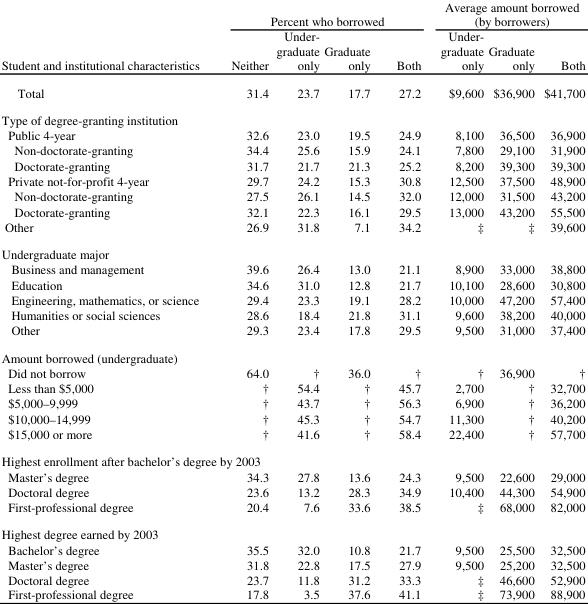 Average amount borrowed
Percent who borrowed (by borrowers)
Under- Under-
graduate Graduate graduate Graduate
Student and institutional characteristics Neither only only Both only only Both
Total 31.4 23.7 17.7 27.2 $9,600 $36,900 $41,700
Type of degree-granting institution
Public 4-year 32.6 23.0 19.5 24.9 8,100 36,500 36,900
Non-doctorate-granting 34.4 25.6 15.9 24.1 7,800 29,100 31,900
Doctorate-granting 31.7 21.7 21.3 25.2 8,200 39,300 39,300
Private not-for-profit 4-year 29.7 24.2 15.3 30.8 12,500 37,500 48,900
Non-doctorate-granting 27.5 26.1 14.5 32.0 12,000 31,500 43,200
Doctorate-granting 32.1 22.3 16.1 29.5 13,000 43,200 55,500
Other 26.9 31.8 7.1 34.2 ‡ ‡ 39,600
Undergraduate major
Business and management 39.6 26.4 13.0 21.1 8,900 33,000 38,800
Education 34.6 31.0 12.8 21.7 10,100 28,600 30,800
Engineering, mathematics, or science 29.4 23.3 19.1 28.2 10,000 47,200 57,400
Humanities or social sciences 28.6 18.4 21.8 31.1 9,600 38,200 40,000
Other 29.3 23.4 17.8 29.5 9,500 31,000 37,400
Amount borrowed (undergraduate)
Did not borrow 64.0 † 36.0 † † 36,900 †
Less than $5,000 † 54.4 † 45.7 2,700 † 32,700
$5,000–9,999 † 43.7 † 56.3 6,900 † 36,200
$10,000–14,999 † 45.3 † 54.7 11,300 † 40,200
$15,000 or more † 41.6 † 58.4 22,400 † 57,700
Highest enrollment after bachelor's degree by 2003
Master's degree 34.3 27.8 13.6 24.3 9,500 22,600 29,000
Doctoral degree 23.6 13.2 28.3 34.9 10,400 44,300 54,900
First-professional degree 20.4 7.6 33.6 38.5 ‡ 68,000 82,000
Highest degree earned by 2003
Bachelor's degree 35.5 32.0 10.8 21.7 9,500 25,500 32,500
Master's degree 31.8 22.8 17.5 27.9 9,500 25,200 32,500
Doctoral degree 23.7 11.8 31.2 33.3 ‡ 46,600 52,900
First-professional degree 17.8 3.5 37.6 41.1 ‡ 73,900 88,900